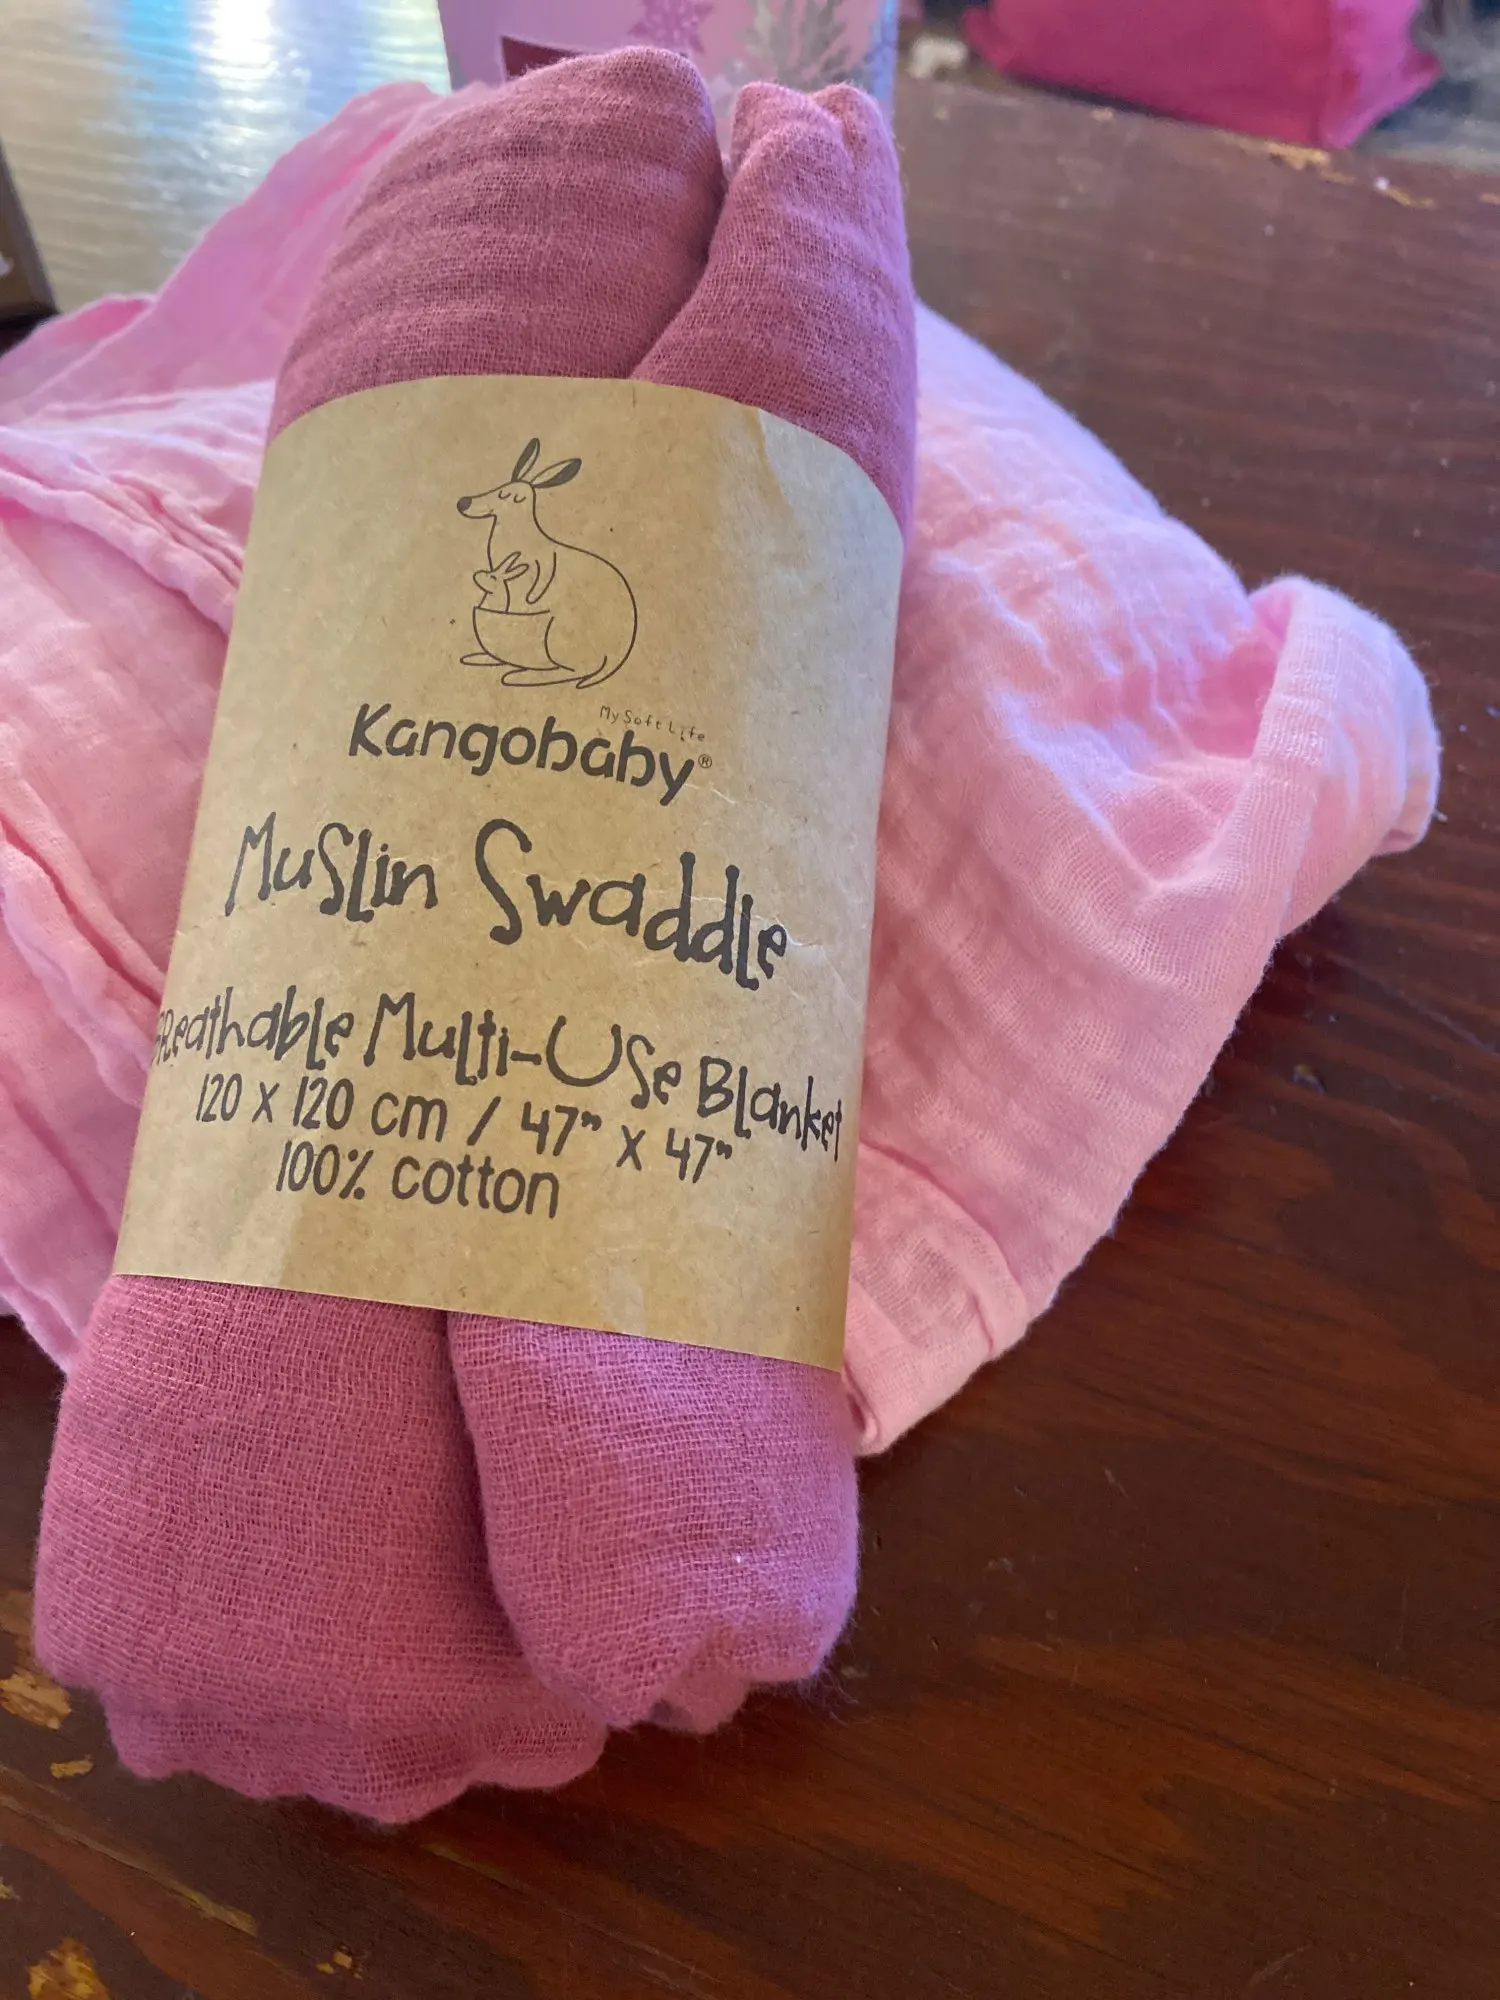 My Soft Life
Kangobaby®
Muslin Swaddle
Breathable Multi-Use Blanket
120 x 120 cm / 47" x 47"
100% cotton